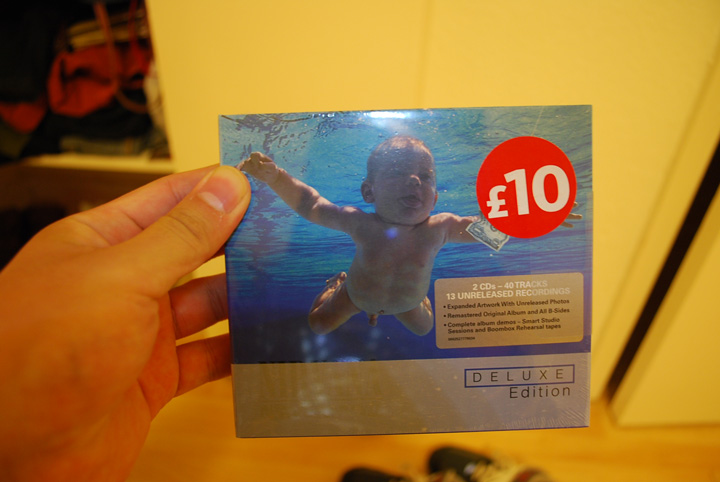 £10
2 CDs – 40 TRACKS
13 UNRELEASED RECORDINGS
• Expanded Artwork With Unreleased Photos
• Remastered Original Album and All B-Sides
• Complete album demos – Smart Studio
Sessions and Boombox Rehearsal tapes
DELUXE
Edition